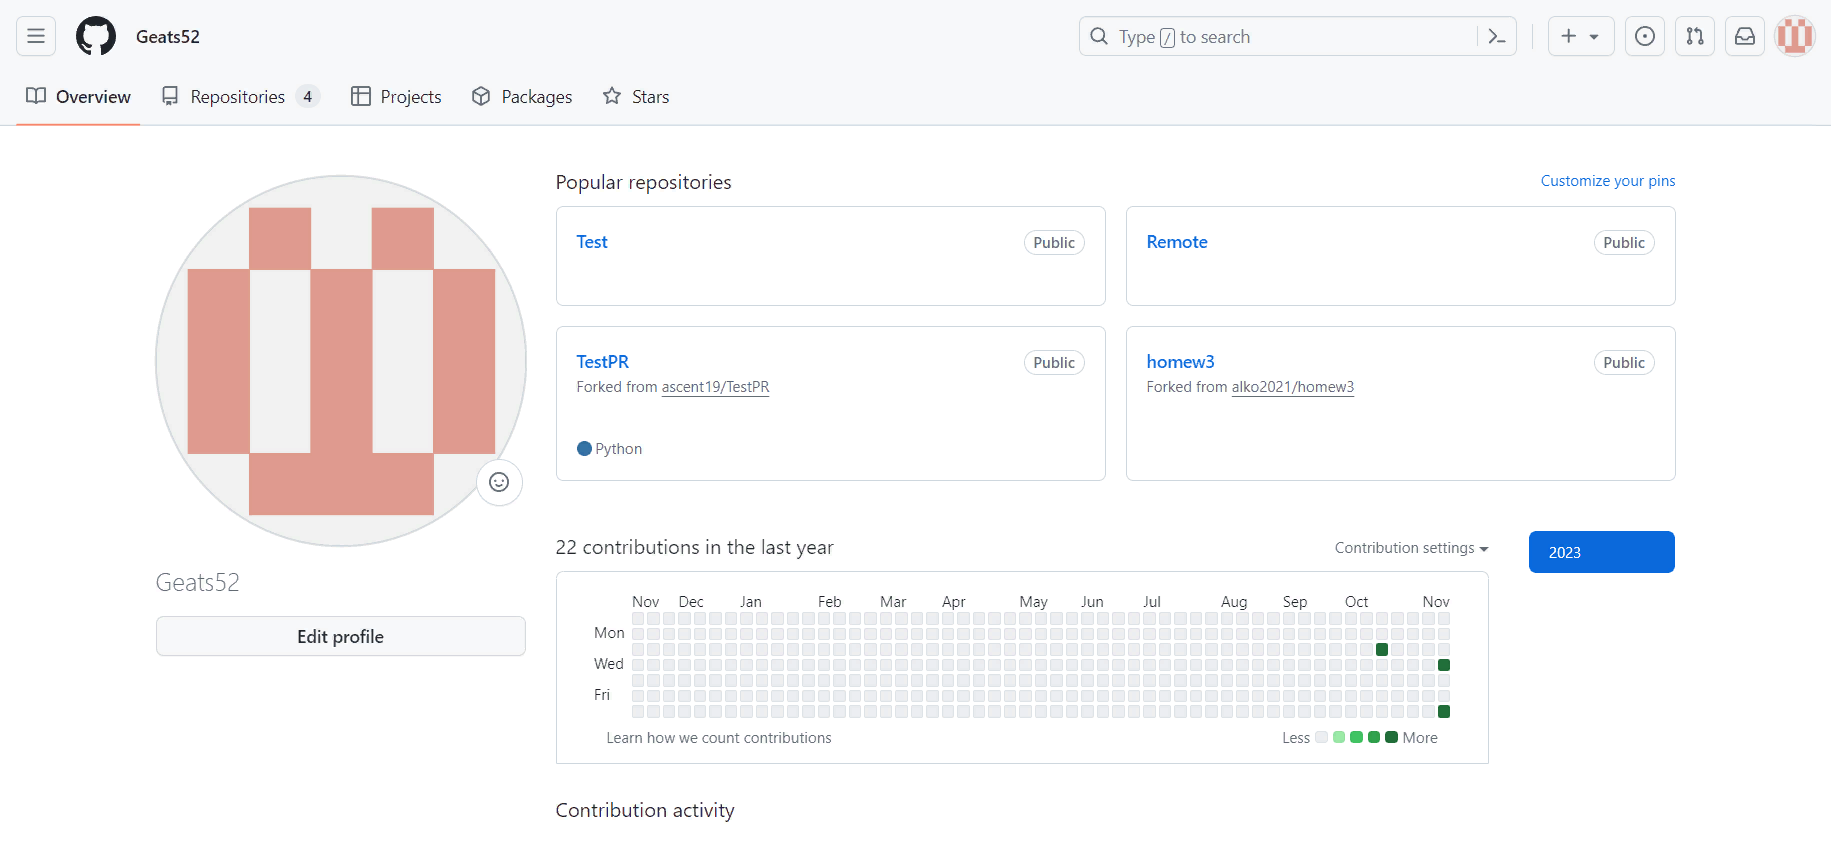 Geats52
Type / to search
Overview
Repositories 4
Projects
Packages
Stars
Popular repositories
Customize your pins
Test
Public
Remote
Public
TestPR
Public
Forked from ascent19/TestPR
Python
homew3
Public
Forked from alko2021/homew3
Geats52
Edit profile
22 contributions in the last year
Contribution settings
2023
Nov Dec Jan Feb Mar Apr May Jun Jul Aug Sep Oct Nov
Mon
Wed
Fri
Learn how we count contributions
Less More
Contribution activity